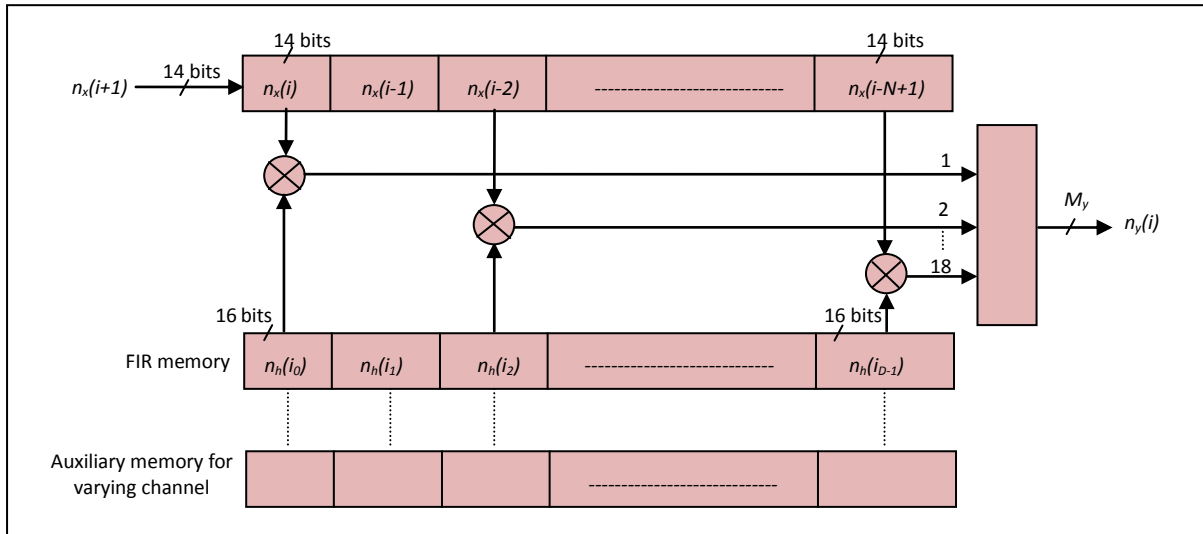 14 bits 14 bits
n_x(i+1) 14 bits n_x(i) n_x(i-1) n_x(i-2) ---------------------------- n_x(i-N+1)
1
2
18
M_y n_y(i)
16 bits 16 bits
FIR memory n_h(i_0) n_h(i_1) n_h(i_2) ---------------------------- n_h(i_{D-1})
Auxiliary memory for
varying channel ----------------------------